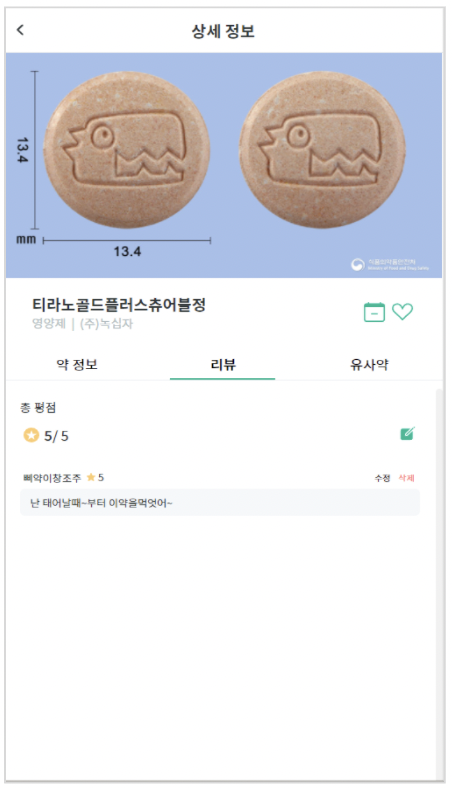 상세 정보
13.4
mm
13.4
식품의약품안전처
Ministry of Food and Drug Safety
티라노골드플러스츄어블정
영양제 | (주)녹십자
약 정보 리뷰 유사약
총 평점
5/ 5
삐약이창조주 5 수정 삭제
난 태어날때~부터 이약을먹엇어~